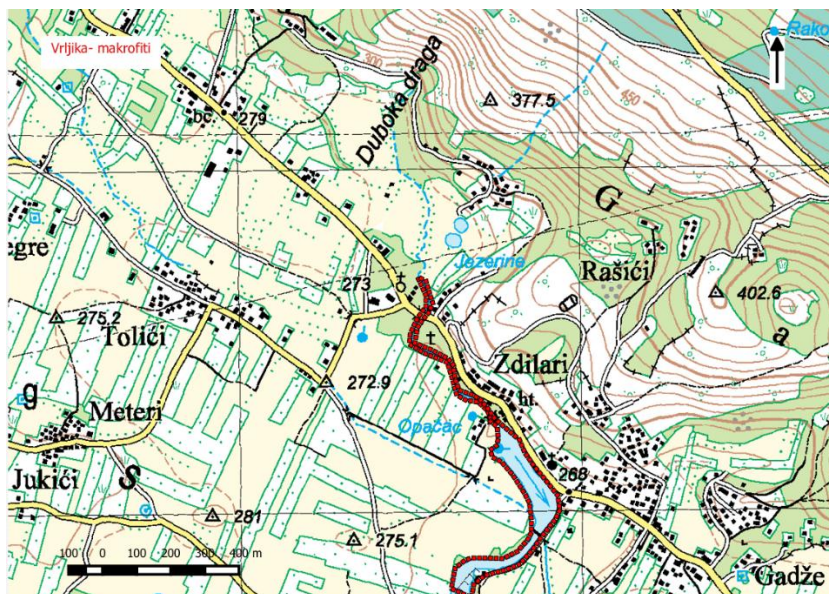 Vrljika- makrofiti
Rako
300
377.5
450
Duboka draga
bc
279
G
egre
Jezerine
Rašići
273
402.6
275.2
Tolići
a
Zdilari
272.9
ht.
g
Meteri
Opačac
268
Jukići
S
281
275.1
100 0 100 200 300 400 m
Gadže